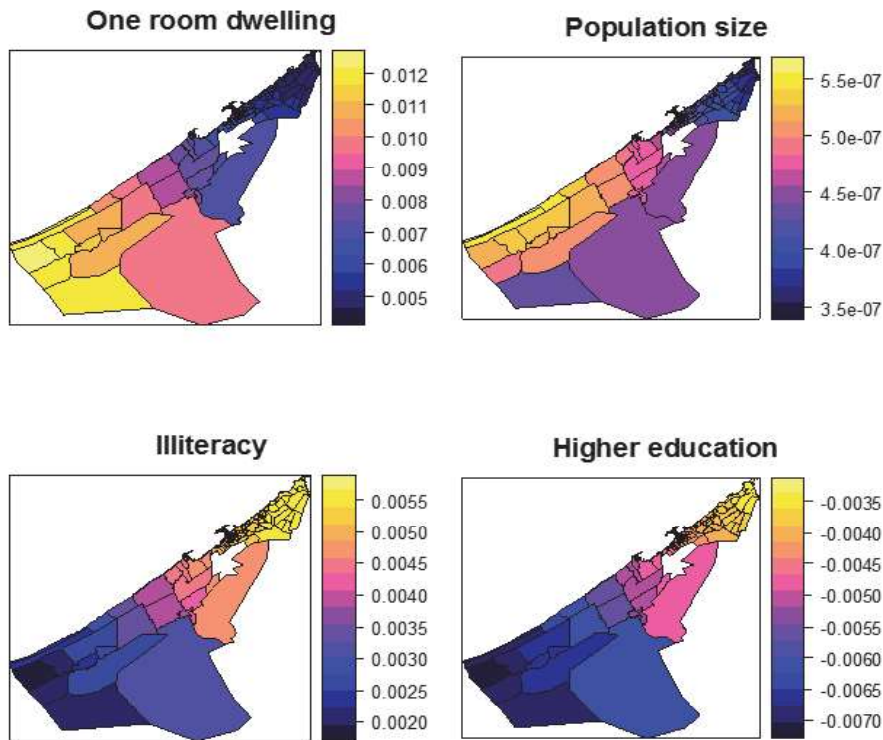 One room dwelling
0.012
0.011
0.010
0.009
0.008
0.007
0.006
0.005
Population size
5.5e-07
5.0e-07
4.5e-07
4.0e-07
3.5e-07
Illiteracy
0.0055
0.0050
0.0045
0.0040
0.0035
0.0030
0.0025
0.0020
Higher education
-0.0035
-0.0040
-0.0045
-0.0050
-0.0055
-0.0060
-0.0065
-0.0070